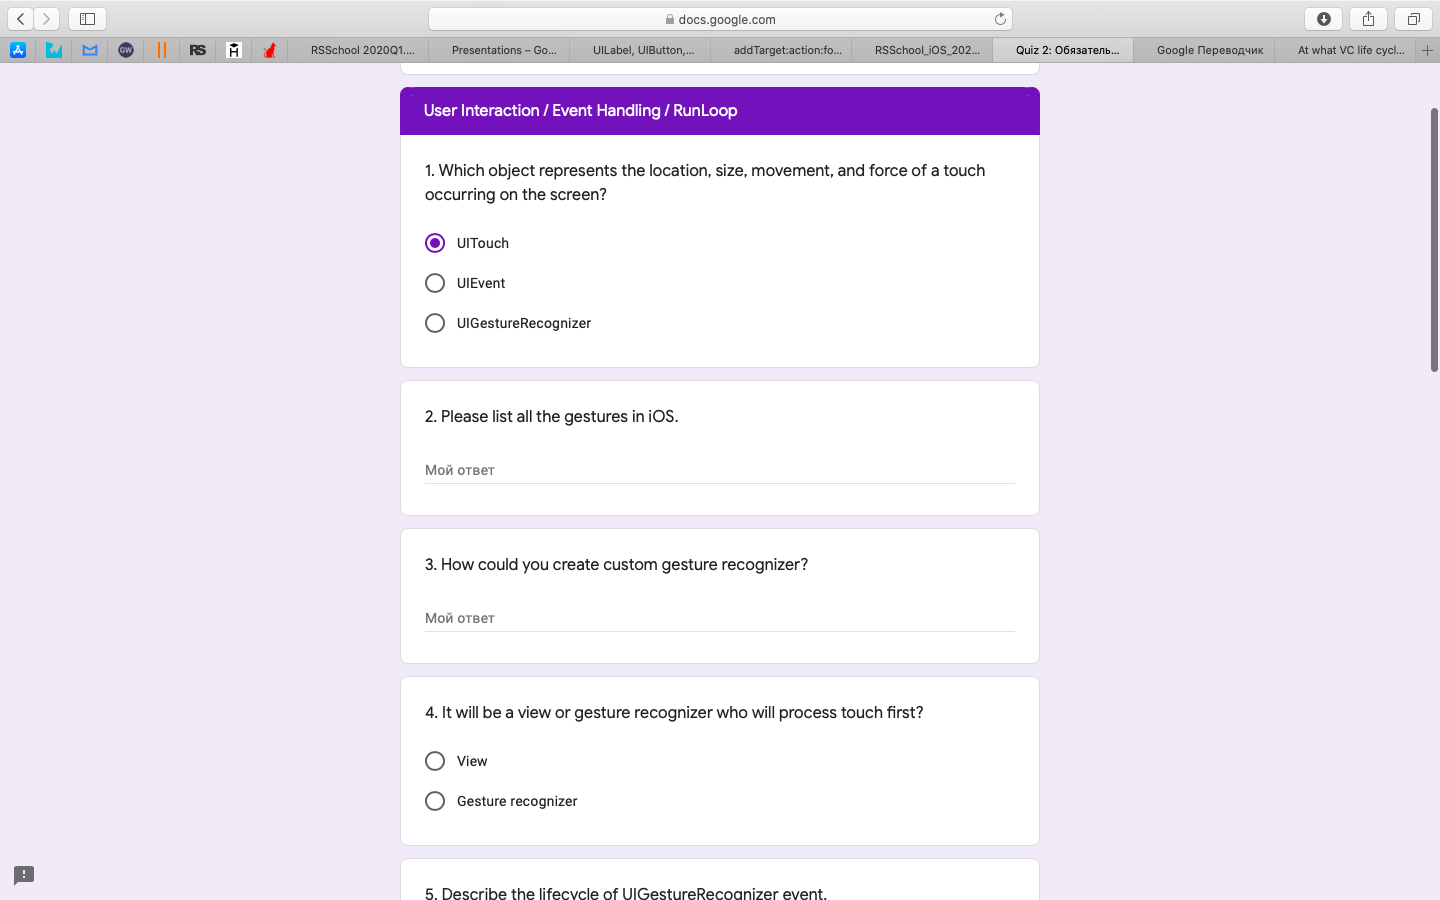 docs.google.com
GW
RS
RSSchool 2020Q1....
Presentations – Go...
UILabel, UIButton,...
addTarget:action:fo...
RSSchool_iOS_202...
Quiz 2: Обязатель...
Google Переводчик
At what VC life cycl...
User Interaction / Event Handling / RunLoop
1. Which object represents the location, size, movement, and force of a touch
occurring on the screen?
UITouch
UIEvent
UIGestureRecognizer
2. Please list all the gestures in iOS.
Мой ответ
3. How could you create custom gesture recognizer?
Мой ответ
4. It will be a view or gesture recognizer who will process touch first?
View
Gesture recognizer
5. Describe the lifecycle of UIGestureRecognizer event.